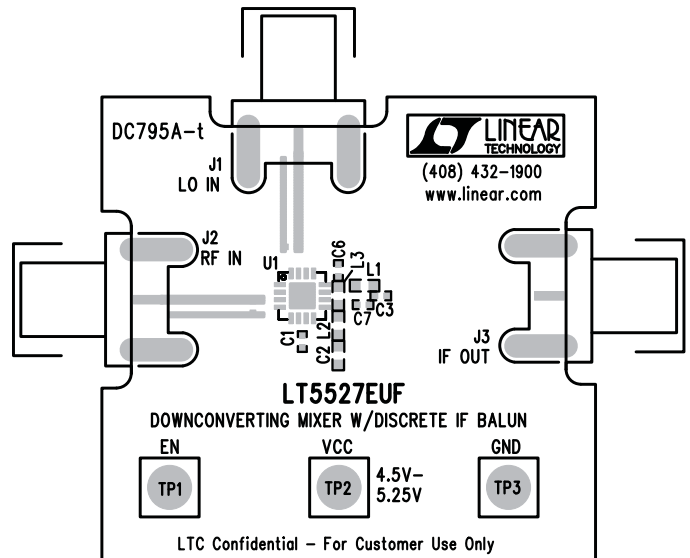 DC795A-t
LINEAR
TECHNOLOGY
(408) 432-1900
www.linear.com
J1
LO IN
J2
RF IN
U1
C6
L3
L1
C3
C7
C1
L2
C2
J3
IF OUT
LT5527EUF
DOWNCONVERTING MIXER W/DISCRETE IF BALUN
EN
VCC
GND
TP1
TP2
4.5V-
5.25V
TP3
LTC Confidential - For Customer Use Only